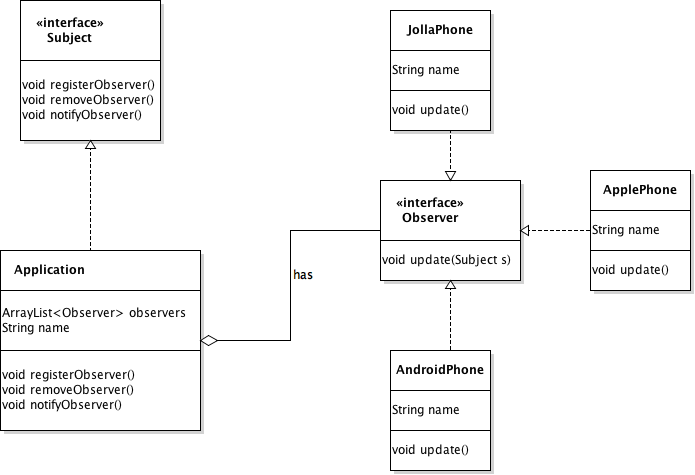 «interface»
Subject
void registerObserver()
void removeObserver()
void notifyObserver()
JollaPhone
String name
void update()
«interface»
Observer
void update(Subject s)
ApplePhone
String name
void update()
has
Application
ArrayList<Observer> observers
String name
void registerObserver()
void removeObserver()
void notifyObserver()
AndroidPhone
String name
void update()